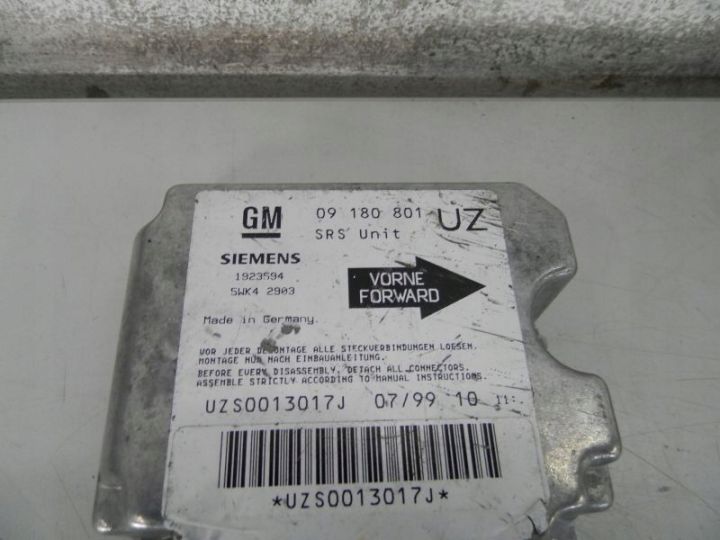 GM 09 180 801 UZ
SRS Unit
SIEMENS
1923594
5WK4 2903
VORNE
FORWARD
Made in Germany.
VOR JEDER DEMONTAGE ALLE STECKVERBINDUNGEN LOESEN.
MONTAGE NUR NACH EINBAUANLEITUNG.
BEFORE EVERY DISASSEMBLY, DETACH ALL CONNECTORS.
ASSEMBLE STRICTLY ACCORDING TO MANUAL INSTRUCTIONS.
UZS0013017J 07/99 10 11:
*UZS0013017J*